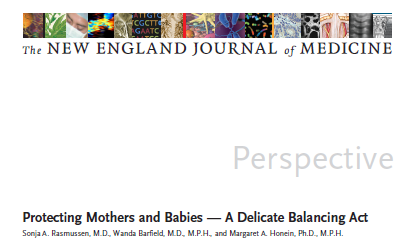 The NEW ENGLAND JOURNAL of MEDICINE
Perspective
Protecting Mothers and Babies — A Delicate Balancing Act
Sonja A. Rasmussen, M.D., Wanda Barfield, M.D., M.P.H., and Margaret A. Honein, Ph.D., M.P.H.